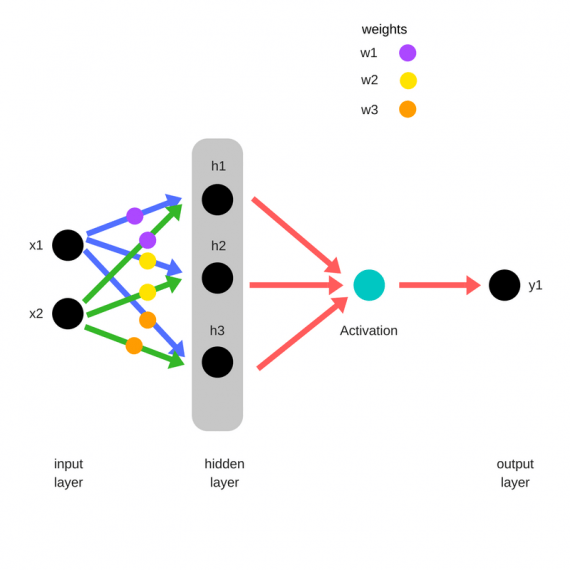 weights
w1
w2
w3
h1
x1
h2
x2
y1
h3
Activation
input
layer
hidden
layer
output
layer